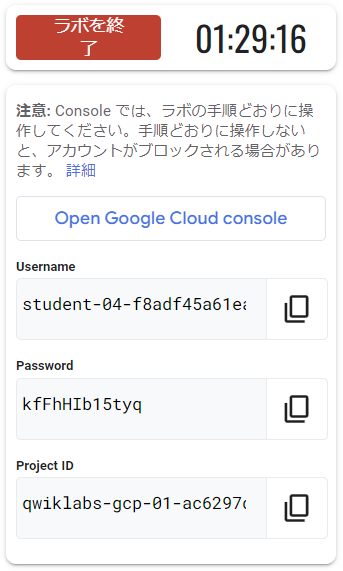 ラボを終
了
01:29:16
注意: Console では、ラボの手順どおりに操
作してください。手順どおりに操作しない
と、アカウントがブロックされる場合があり
ます。 詳細
Open Google Cloud console
Username
student-04-f8adf45a61ea
Password
kfFhHIb15tyq
Project ID
qwiklabs-gcp-01-ac6297c